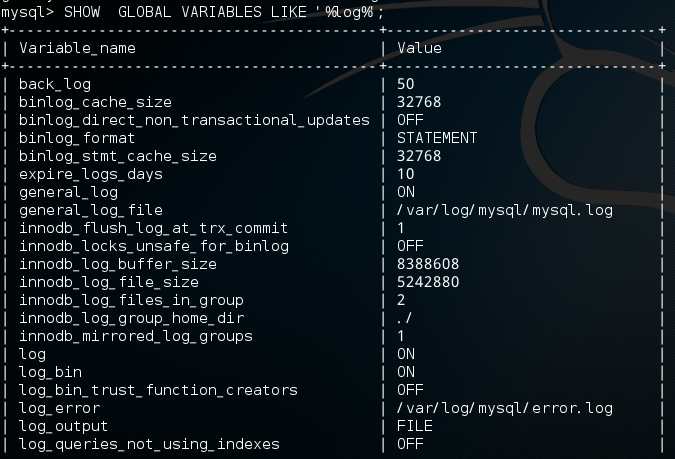 mysql> SHOW  GLOBAL VARIABLES LIKE '%log%';
+----------------------------------------+------------------------------+
| Variable_name | Value |
+----------------------------------------+------------------------------+
| back_log | 50 |
| binlog_cache_size | 32768 |
| binlog_direct_non_transactional_updates | OFF |
| binlog_format | STATEMENT |
| binlog_stmt_cache_size | 32768 |
| expire_logs_days | 10 |
| general_log | ON |
| general_log_file | /var/log/mysql/mysql.log |
| innodb_flush_log_at_trx_commit | 1 |
| innodb_locks_unsafe_for_binlog | OFF |
| innodb_log_buffer_size | 8388608 |
| innodb_log_file_size | 5242880 |
| innodb_log_files_in_group | 2 |
| innodb_log_group_home_dir | ./ |
| innodb_mirrored_log_groups | 1 |
| log | ON |
| log_bin | ON |
| log_bin_trust_function_creators | OFF |
| log_error | /var/log/mysql/error.log |
| log_output | FILE |
| log_queries_not_using_indexes | OFF |